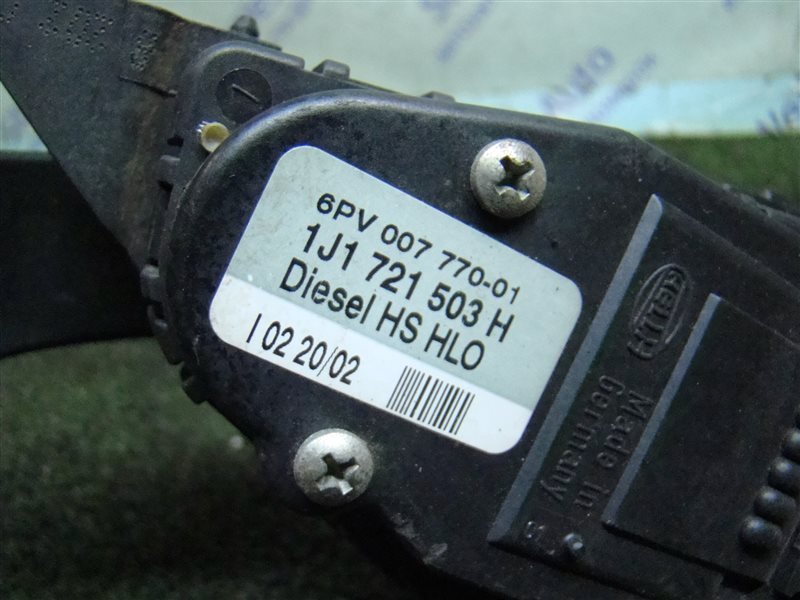 6PV 007 770-01
1J1 721 503 H
Diesel HS HLO
I 02 20/02
HELLA
Made in
Germany